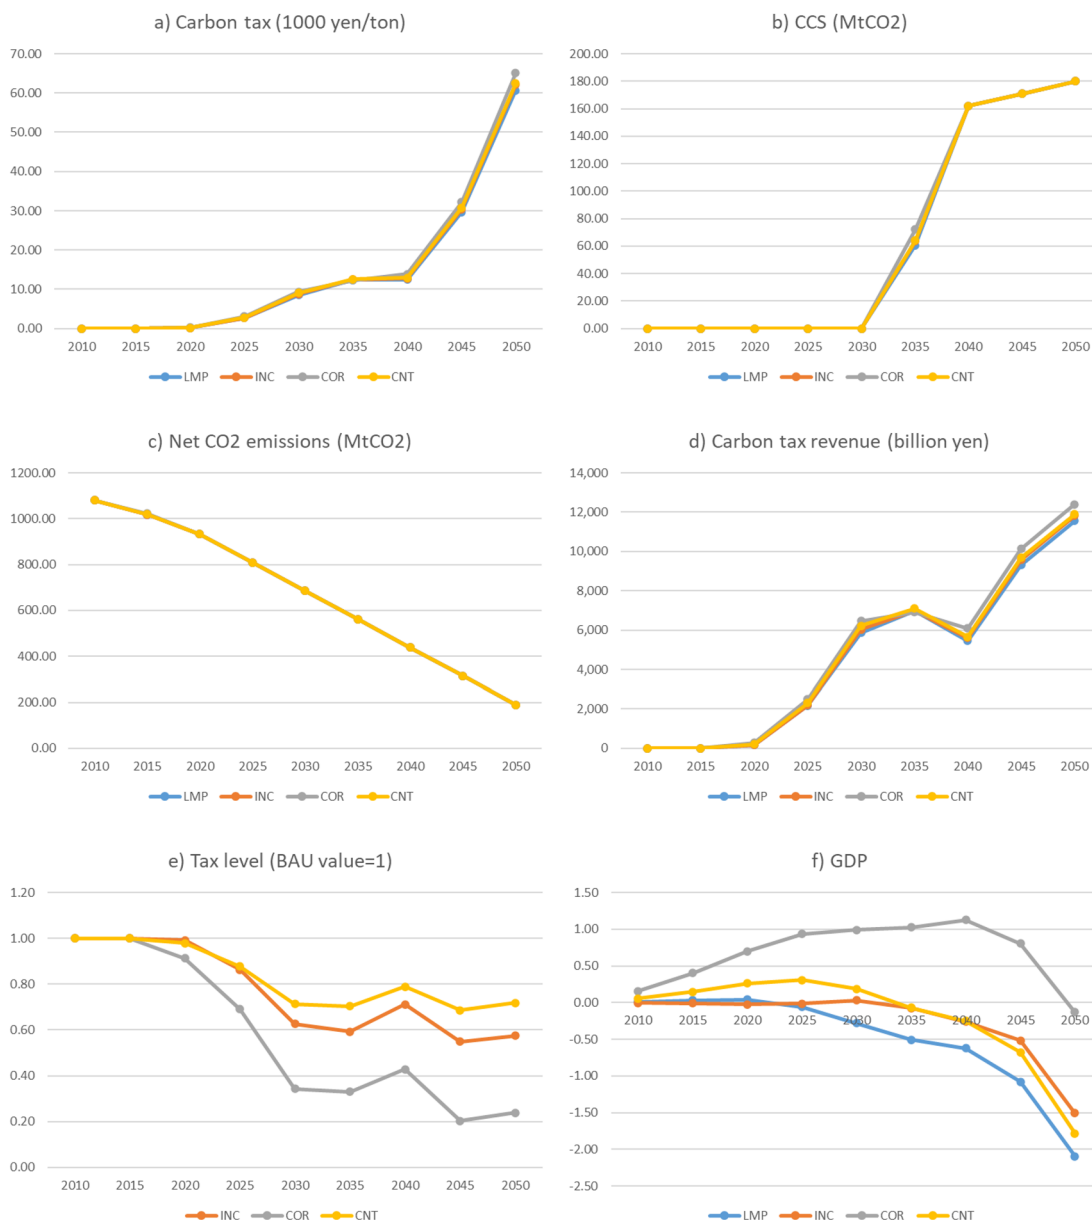 a) Carbon tax (1000 yen/ton)
70.00
60.00
50.00
40.00
30.00
20.00
10.00
0.00
2010 2015 2020 2025 2030 2035 2040 2045 2050
LMP INC COR CNT
b) CCS (MtCO2)
200.00
180.00
160.00
140.00
120.00
100.00
80.00
60.00
40.00
20.00
0.00
2010 2015 2020 2025 2030 2035 2040 2045 2050
LMP INC COR CNT
c) Net CO2 emissions (MtCO2)
1200.00
1000.00
800.00
600.00
400.00
200.00
0.00
2010 2015 2020 2025 2030 2035 2040 2045 2050
LMP INC COR CNT
d) Carbon tax revenue (billion yen)
14,000
12,000
10,000
8,000
6,000
4,000
2,000
0
2010 2015 2020 2025 2030 2035 2040 2045 2050
LMP INC COR CNT
e) Tax level (BAU value=1)
1.20
1.00
0.80
0.60
0.40
0.20
0.00
2010 2015 2020 2025 2030 2035 2040 2045 2050
INC COR CNT
f) GDP
1.50
1.00
0.50
0.00
-0.50
-1.00
-1.50
-2.00
-2.50
2010 2015 2020 2025 2030 2035 2040 2045 2050
LMP INC COR CNT